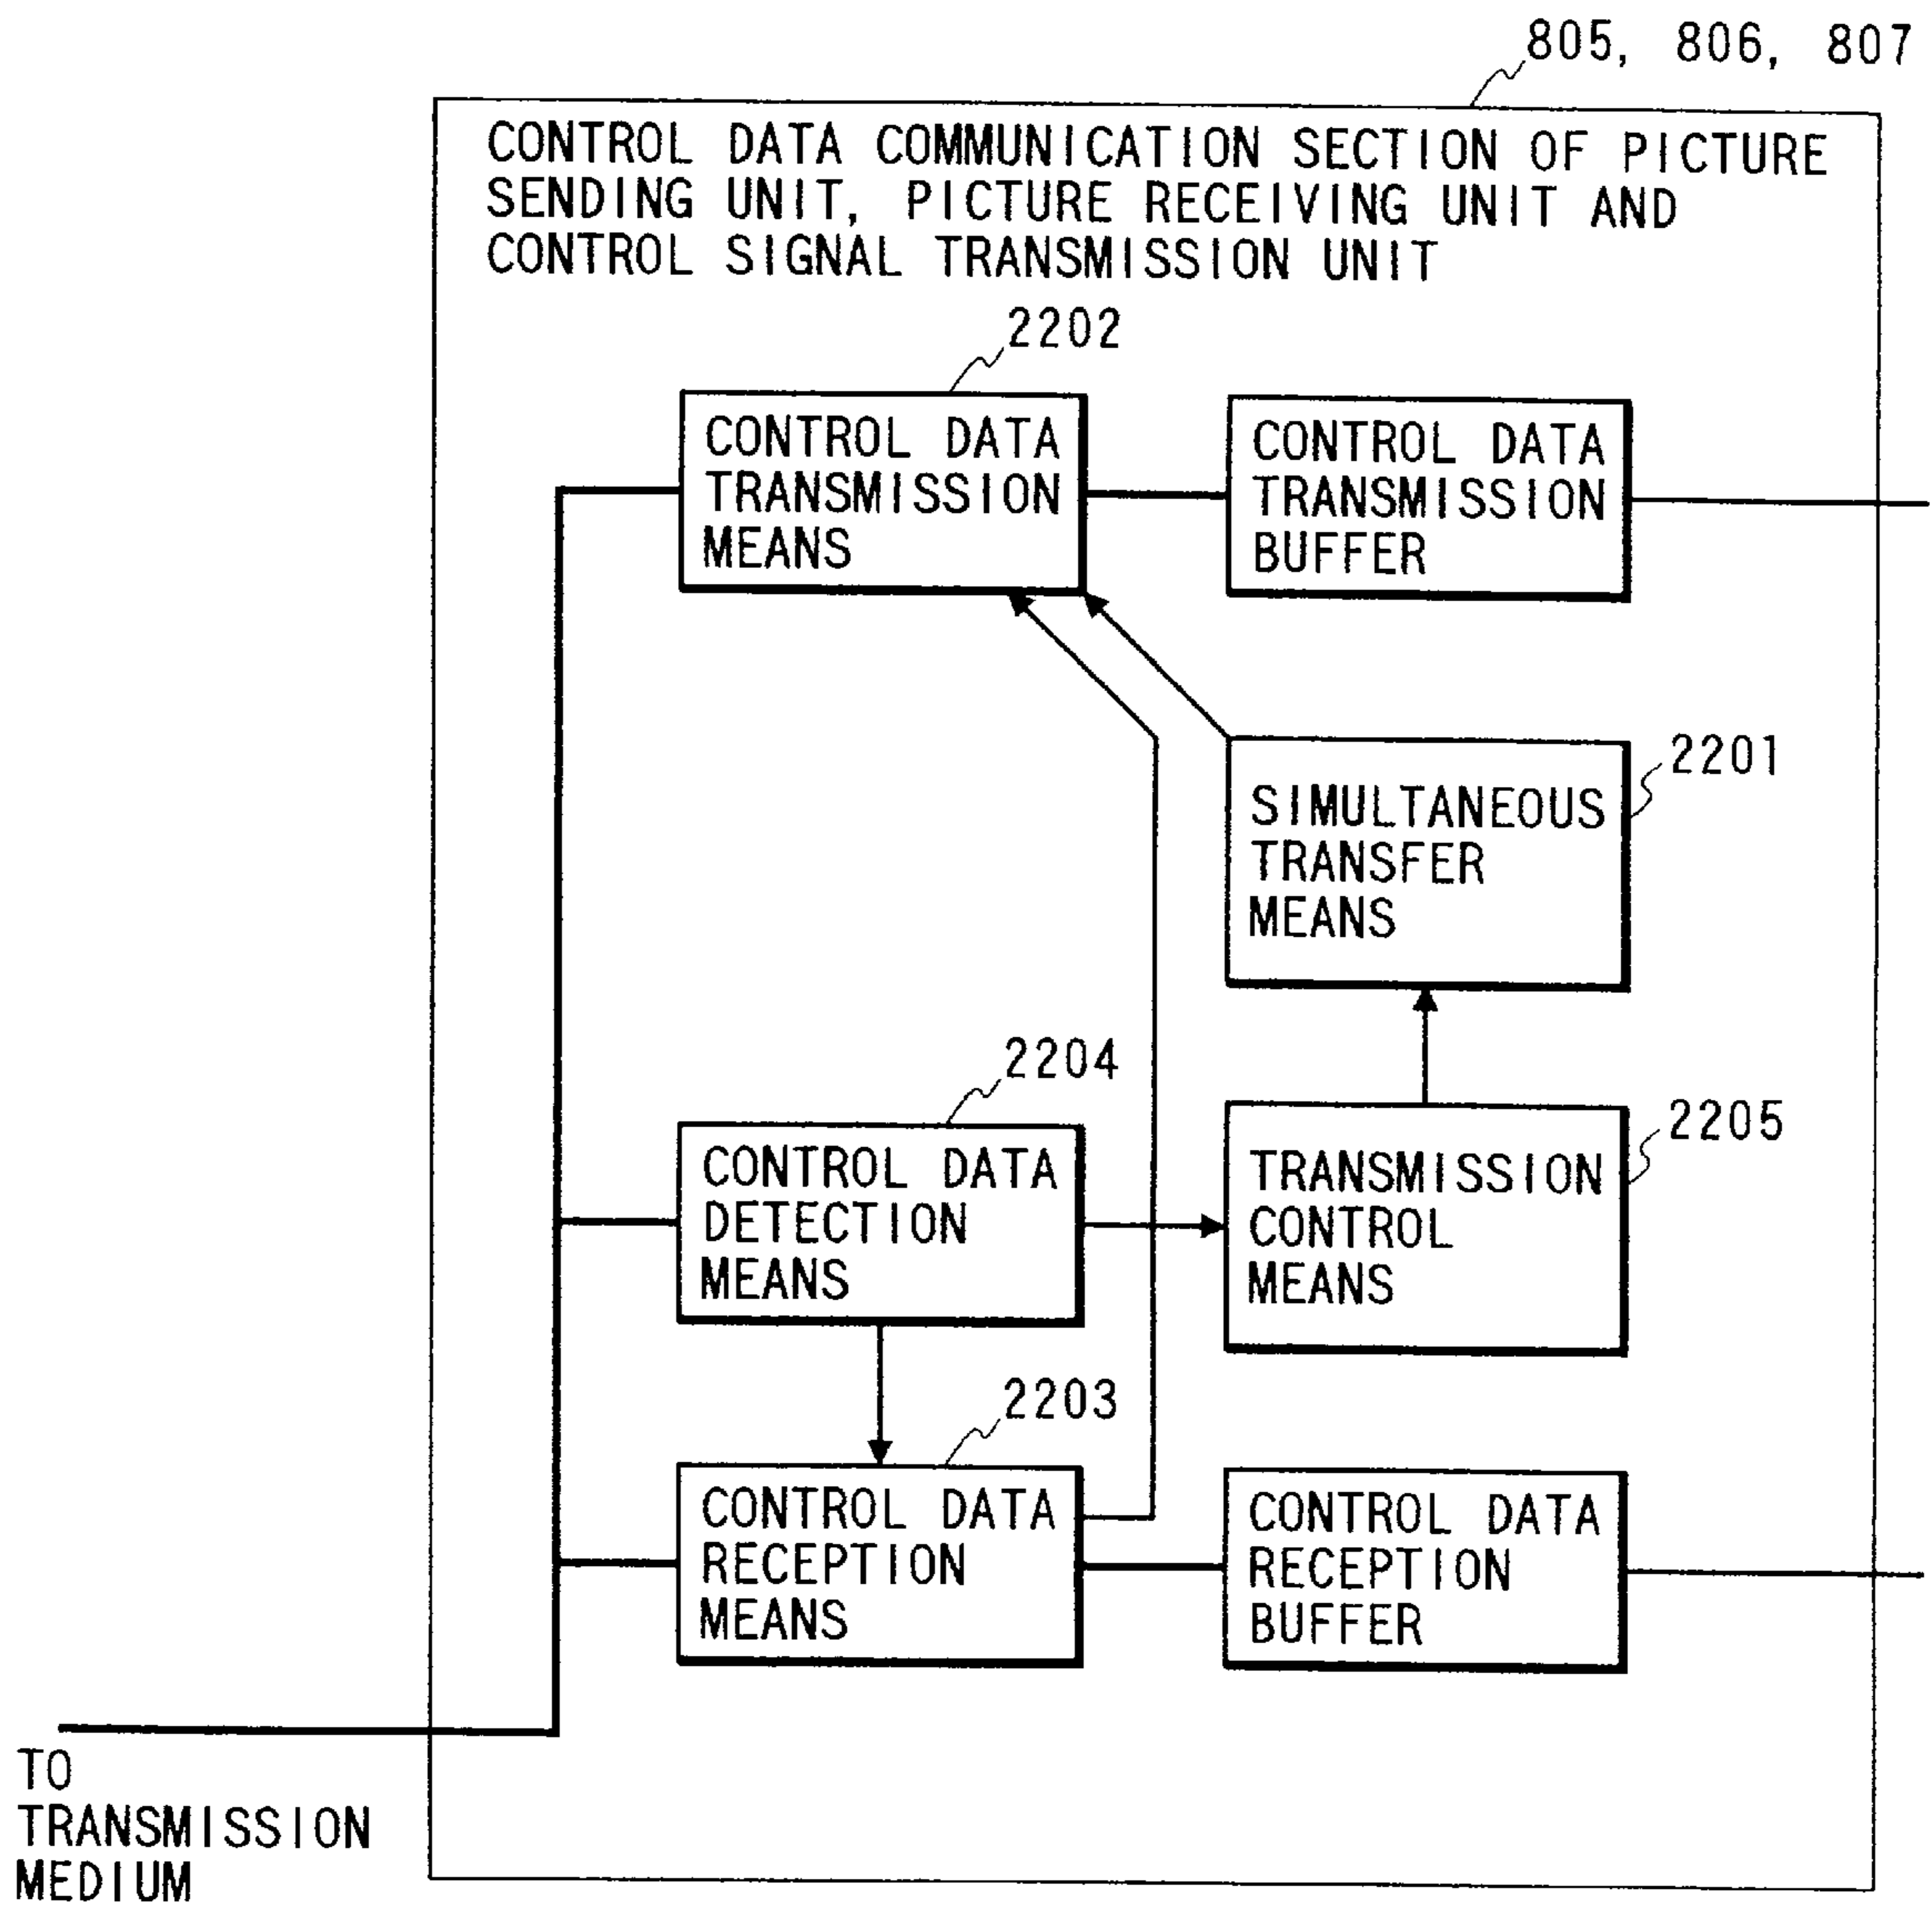 805, 806, 807
CONTROL DATA COMMUNICATION SECTION OF PICTURE
SENDING UNIT, PICTURE RECEIVING UNIT AND
CONTROL SIGNAL TRANSMISSION UNIT
2202
CONTROL DATA
TRANSMISSION
MEANS
CONTROL DATA
TRANSMISSION
BUFFER
2201
SIMULTANEOUS
TRANSFER
MEANS
2204
CONTROL DATA
DETECTION
MEANS
2205
TRANSMISSION
CONTROL
MEANS
2203
CONTROL DATA
RECEPTION
MEANS
CONTROL DATA
RECEPTION
BUFFER
TO
TRANSMISSION
MEDIUM